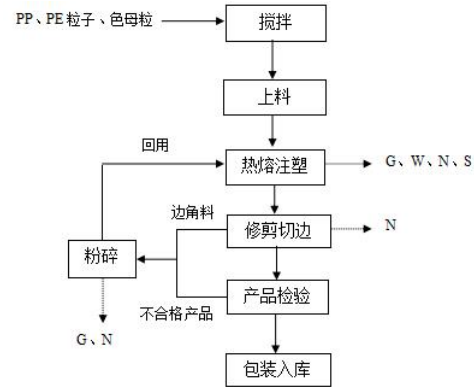 PP、PE 粒子、色母粒
搅拌
上料
回用
热熔注塑
G、W、N、S
边角料
修剪切边
N
粉碎
不合格产品
产品检验
G、N
包装入库